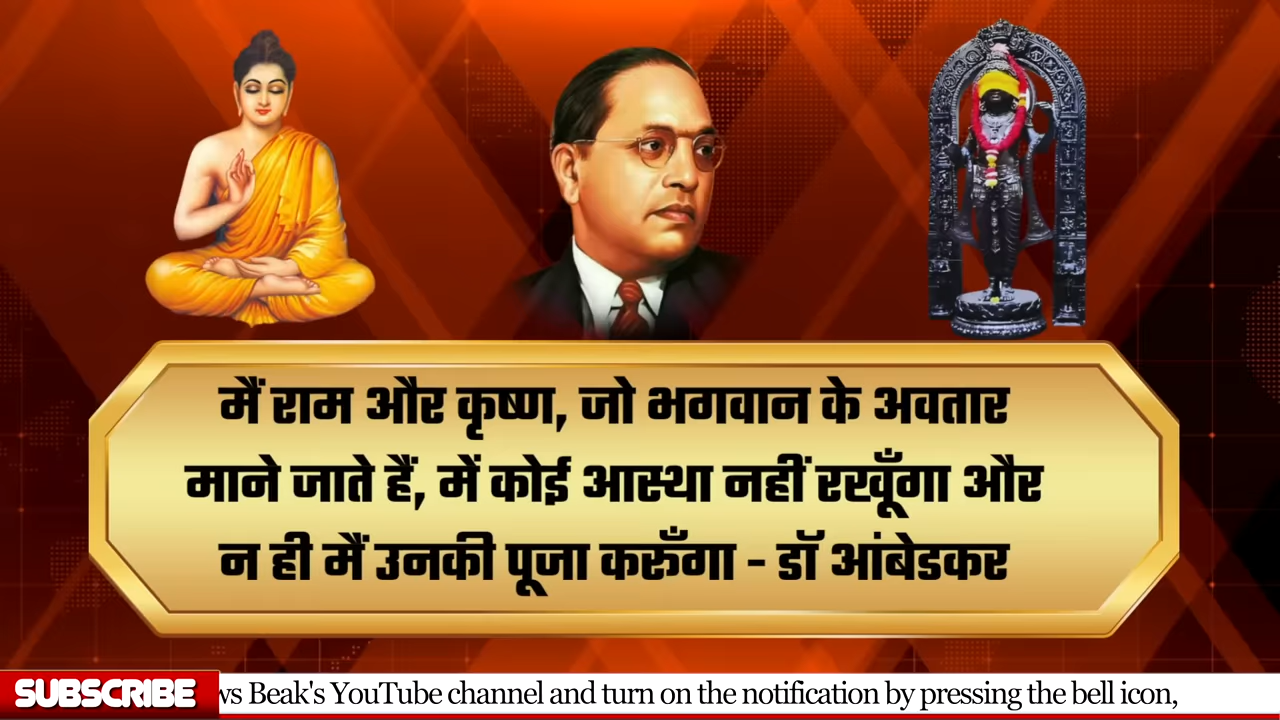 मैं राम और कृष्ण, जो भगवान के अवतार
माने जाते हैं, में कोई आस्था नहीं रखूँगा और
न ही मैं उनकी पूजा करूँगा - डॉ आंबेडकर
SUBSCRIBE
Beak's YouTube channel and turn on the notification by pressing the bell icon,